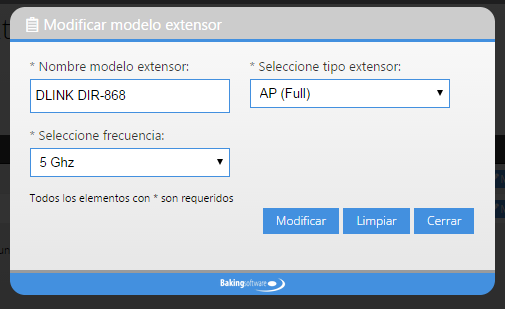 Modificar modelo extensor
* Nombre modelo extensor:
* Seleccione tipo extensor:
DLINK DIR-868
AP (Full)
* Seleccione frecuencia:
5 Ghz
Todos los elementos con * son requeridos
Modificar
Limpiar
Cerrar
Bakingsoftware